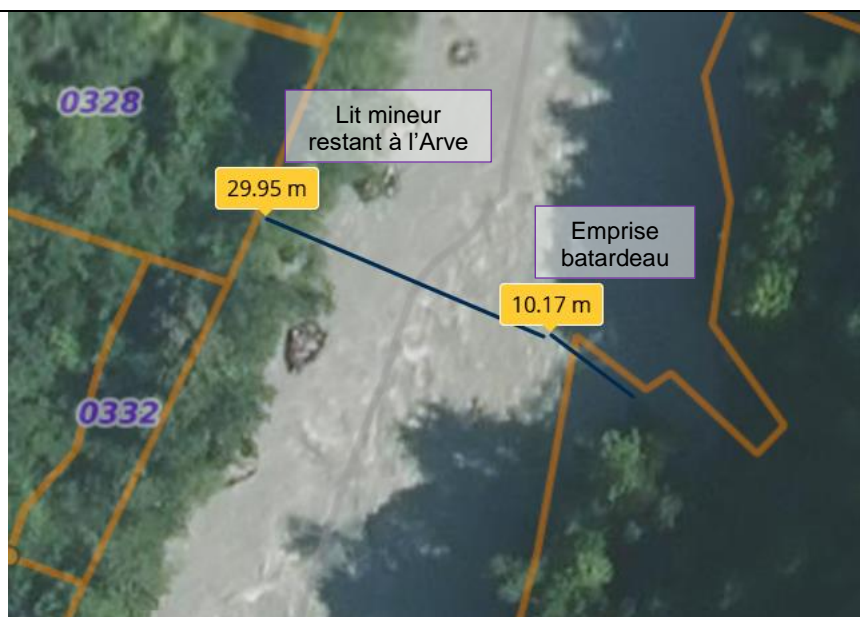 0328
Lit mineur
restant à l'Arve
29.95 m
Emprise
batardeau
10.17 m
0332